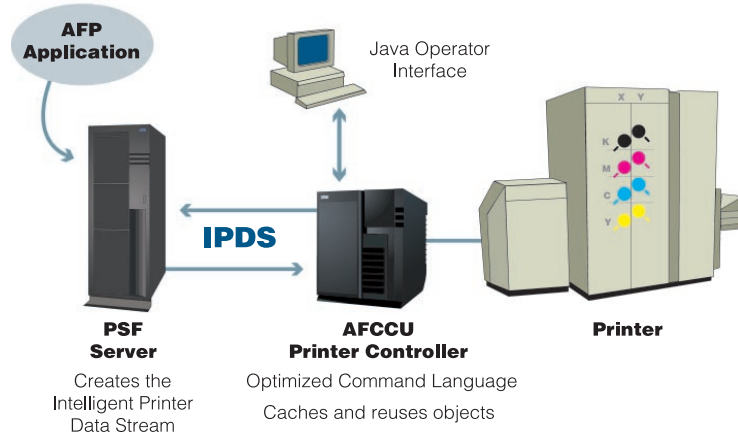 AFP
Application
Java Operator
Interface
X Y
K
M
C
Y
IPDS
PSF
Server
Creates the
Intelligent Printer
Data Stream
AFCCU
Printer Controller
Optimized Command Language
Caches and reuses objects
Printer